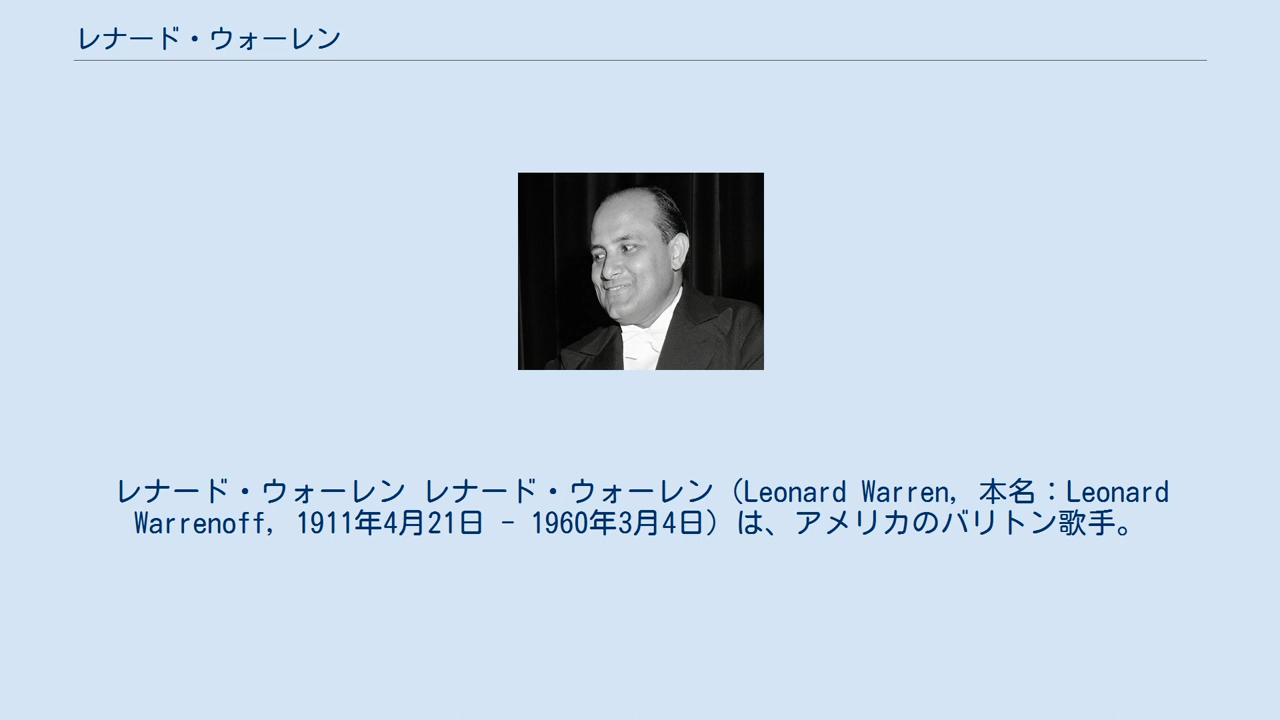 レナード・ウォーレン
レナード・ウォーレン レナード・ウォーレン（Leonard Warren, 本名：Leonard
Warrenoff, 1911年4月21日 - 1960年3月4日）は、アメリカのバリトン歌手。